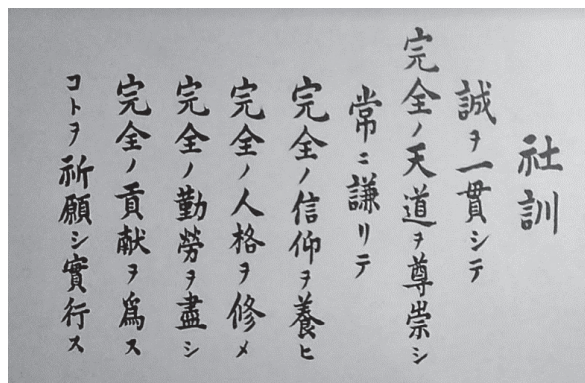 社訓
誠ヲ一貫シテ
完全ノ天道ヲ尊崇シ
常ニ謙リテ
完全ノ信仰ヲ養ヒ
完全ノ人格ヲ修メ
完全ノ勤勞ヲ盡シ
完全ノ貢献ヲ爲ス
コトヲ祈願シ實行ス